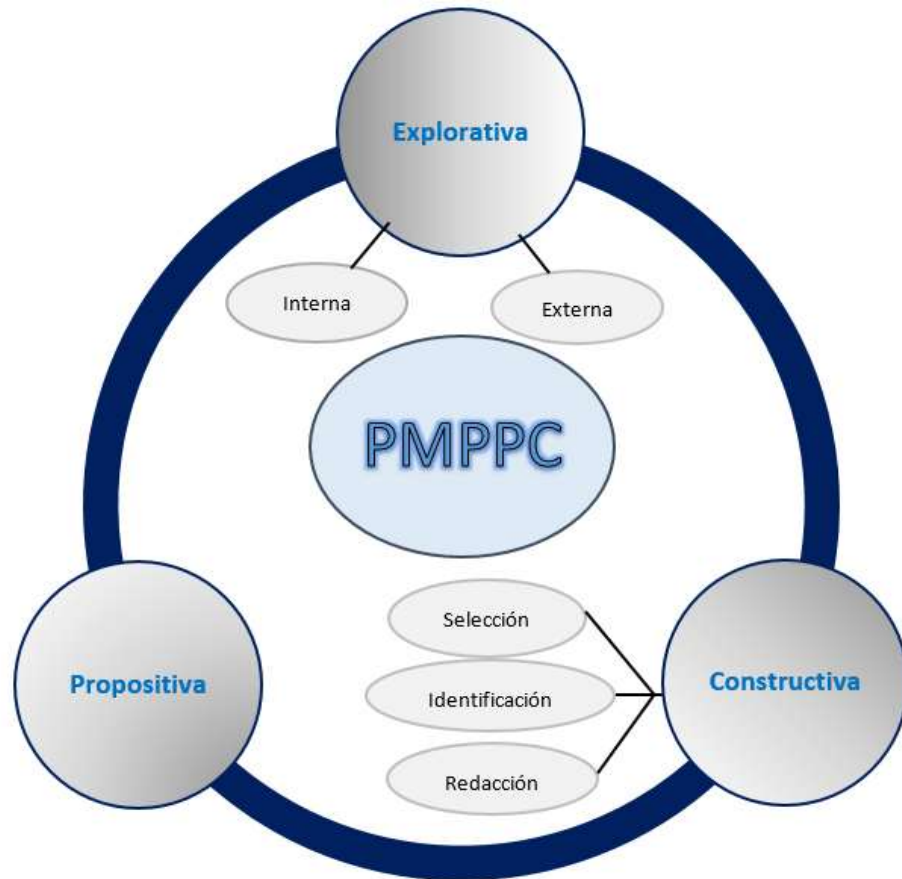 Explorativa
Interna
Externa
PMPPC
Selección
Propositiva
Identificación
Constructiva
Redacción